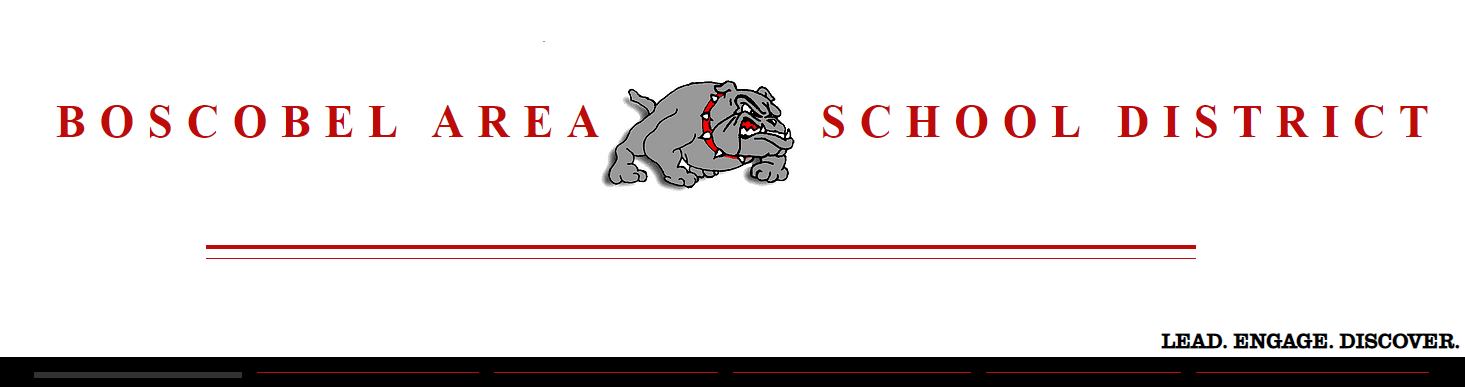 BOSCOBEL AREA SCHOOL DISTRICT
LEAD. ENGAGE. DISCOVER.